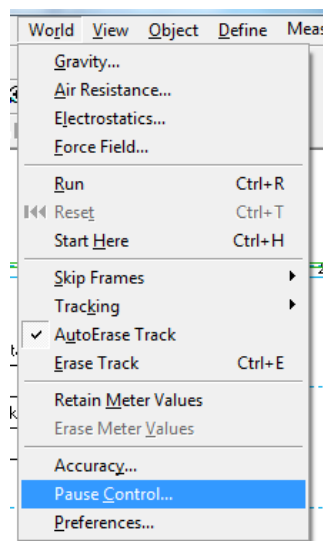 World View Object Define Meas
Gravity...
Air Resistance...
Electrostatics...
Force Field...
Run Ctrl+R
Reset Ctrl+T
Start Here Ctrl+H
Skip Frames
Tracking
AutoErase Track
Erase Track Ctrl+E
Retain Meter Values
Erase Meter Values
Accuracy...
Pause Control...
Preferences...